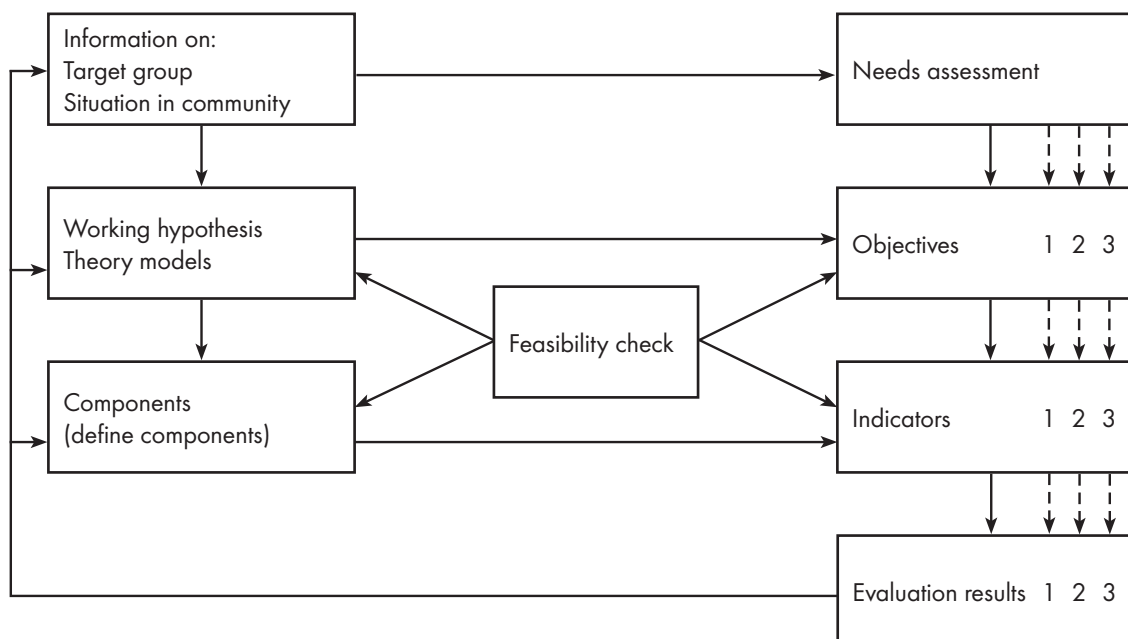 Information on:
Target group
Situation in community
Needs assessment
Working hypothesis
Theory models
Objectives 1 2 3
Feasibility check
Components
(define components)
Indicators 1 2 3
Evaluation results 1 2 3